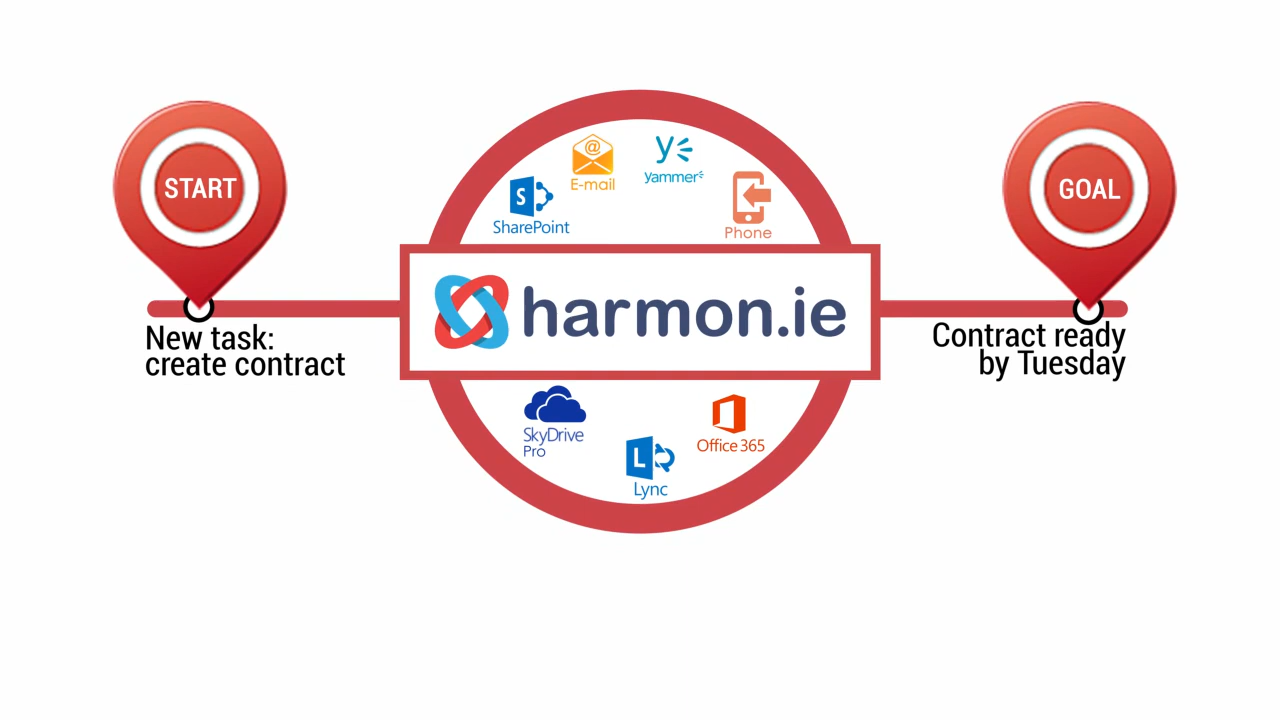 START
New task:
create contract
@
E-mail
y
yammer
S
SharePoint
Phone
harmon.ie
SkyDrive
Pro
L
Lync
Office 365
GOAL
Contract ready
by Tuesday